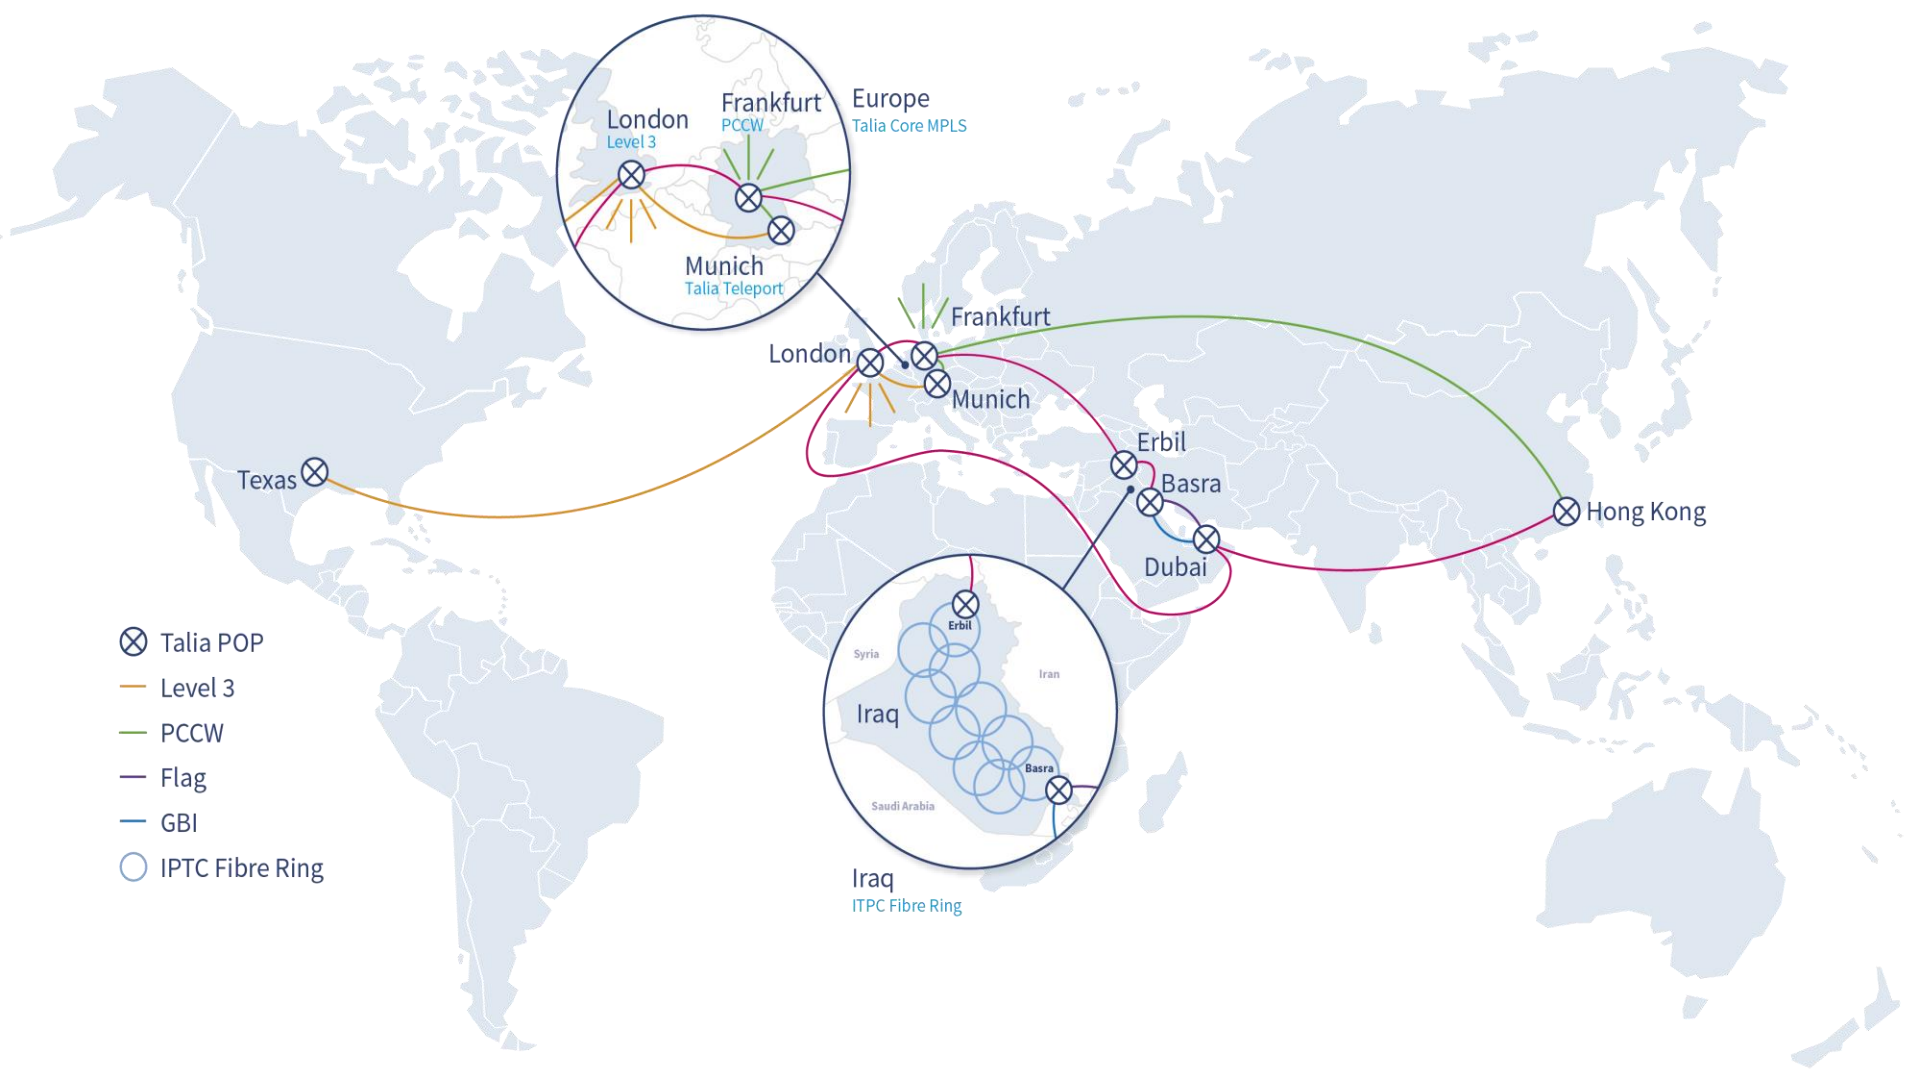 London
Level 3
Frankfurt
PCCW
Munich
Talia Teleport
Europe
Talia Core MPLS
Frankfurt
London
Munich
Erbil
Basra
Dubai
Texas
Hong Kong
Erbil
Syria
Iran
Iraq
Basra
Saudi Arabia
Iraq
ITPC Fibre Ring
Talia POP
Level 3
PCCW
Flag
GBI
IPTC Fibre Ring